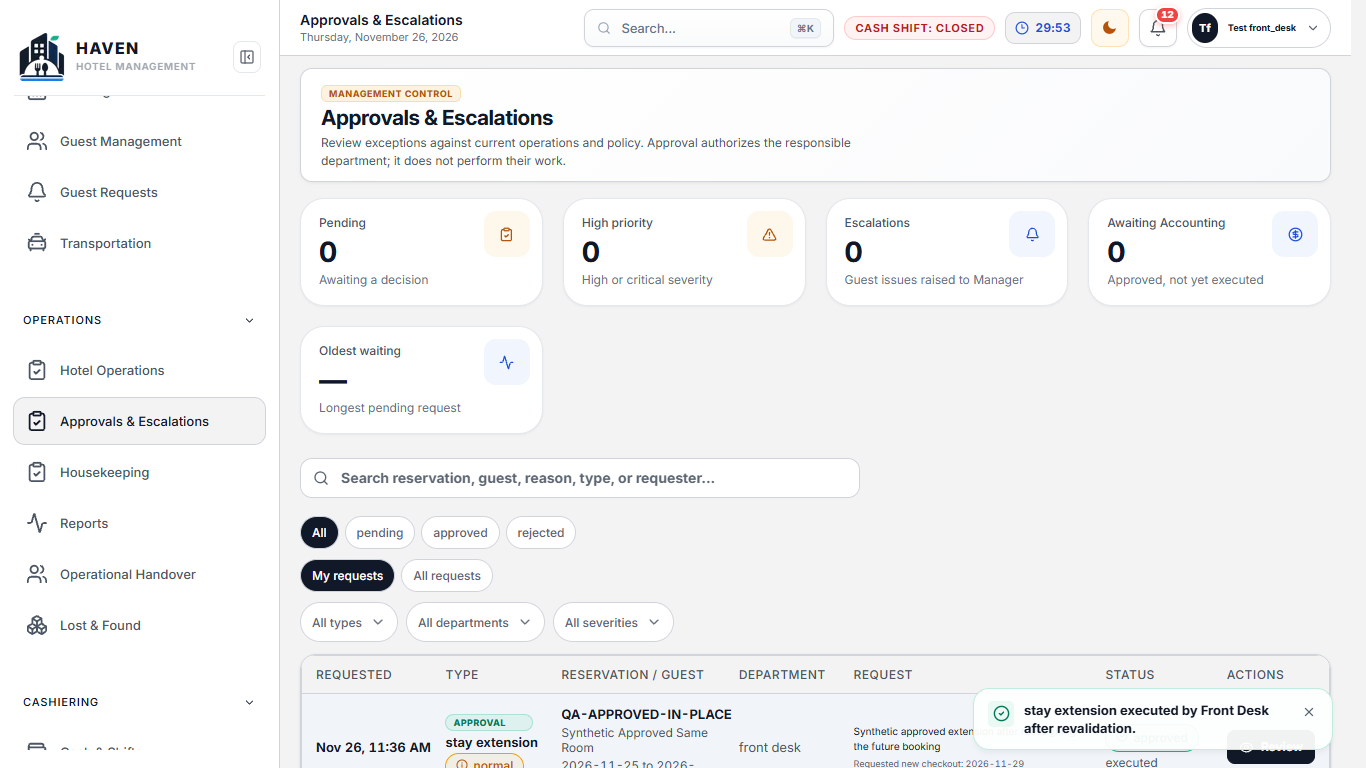 HAVEN
HOTEL MANAGEMENT
Guest Management
Guest Requests
Transportation
OPERATIONS
Hotel Operations
Approvals & Escalations
Housekeeping
Reports
Operational Handover
Lost & Found
CASHIERING
Approvals & Escalations
Thursday, November 26, 2026
Search...
⌘K
CASH SHIFT: CLOSED
29:53
12
Tf
Test front_desk
MANAGEMENT CONTROL
Approvals & Escalations
Review exceptions against current operations and policy. Approval authorizes the responsible
department; it does not perform their work.
Pending
0
Awaiting a decision
High priority
0
High or critical severity
Escalations
0
Guest issues raised to Manager
Awaiting Accounting
0
Approved, not yet executed
Oldest waiting
—
Longest pending request
Search reservation, guest, reason, type, or requester...
All
pending
approved
rejected
My requests
All requests
All types
All departments
All severities
REQUESTED
TYPE
RESERVATION / GUEST
DEPARTMENT
REQUEST
STATUS
ACTIONS
Nov 26, 11:36 AM
APPROVAL
stay extension
normal
QA-APPROVED-IN-PLACE
Synthetic Approved Same
Room
2026-11-25 to 2026-
front desk
Synthetic approved
the future booking
Requested new checkout: 2026-11-29
approved
executed
Review
stay extension executed by Front Desk
after revalidation.